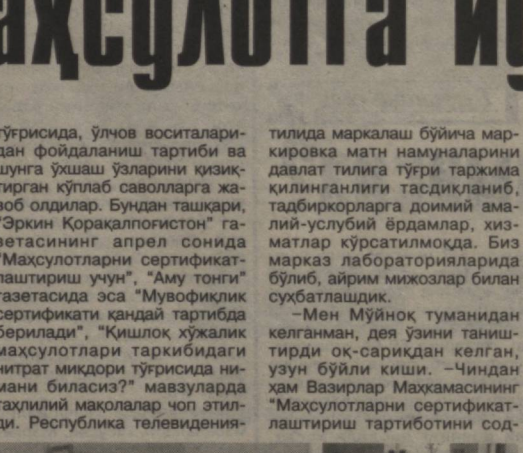 тўғрисида, ўлчов воситалари-
дан фойдаланиш тартиби ва
шунга ўхшаш ўзларини қизиқ-
тирган кўплаб саволларга жа-
воб олдилар. Бундан ташқари,
"Эркин Қорақалпоғистон" га-
зетасининг апрел сонида
"Маҳсулотларни сертификат-
лаштириш учун", "Аму тонги"
газетасида эса "Мувофиқлик
сертификати қандай тартибда
берилади", "Қишлоқ хўжалик
маҳсулотлари таркибидаги
нитрат миқдори тўғрисида ни-
мани биласиз?" мавзуларда
таҳлилий мақолалар чоп этил-
ди. Республика телевидения-
тилида маркалаш бўйича мар-
кировка матн намуналарини
давлат тилига тўғри таржима
қилинганлиги тасдиқланиб,
тадбиркорларга доимий ама-
лий-услубий ёрдамлар, хиз-
матлар кўрсатилмоқда. Биз
марказ лабораторияларида
бўлиб, айрим мижозлар билан
суҳбатлашдик.
–Мен Мўйноқ туманидан
келганман, дея ўзини таниш-
тирди оқ-сариқдан келган,
узун бўйли киши. –Чиндан
ҳам Вазирлар Маҳкамасининг
"Маҳсулотларни сертификат-
лаштириш тартиботини сод-